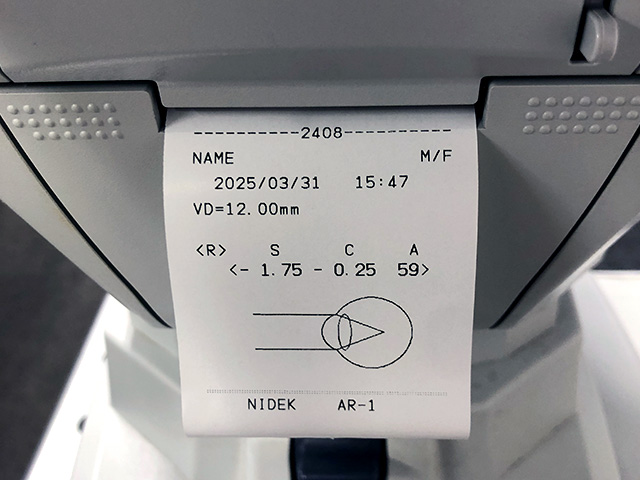 ----------2408----------
NAME M/F
2025/03/31 15:47
VD=12.00mm
<R> S C A
<- 1.75 - 0.25 59>
NIDEK AR-1